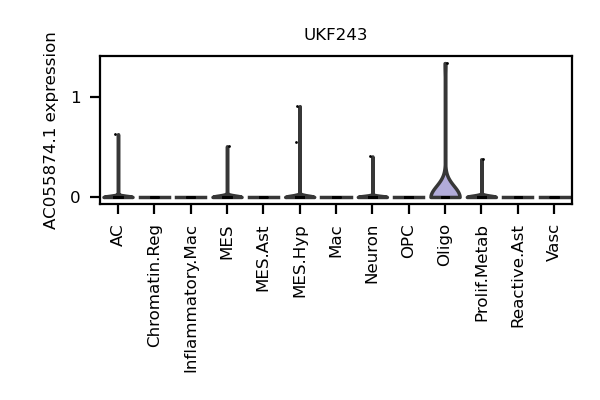 UKF243
AC055874.1 expression
1
0
AC
Chromatin.Reg
Inflammatory.Mac
MES
MES.Ast
MES.Hyp
Mac
Neuron
OPC
Oligo
Prolif.Metab
Reactive.Ast
Vasc